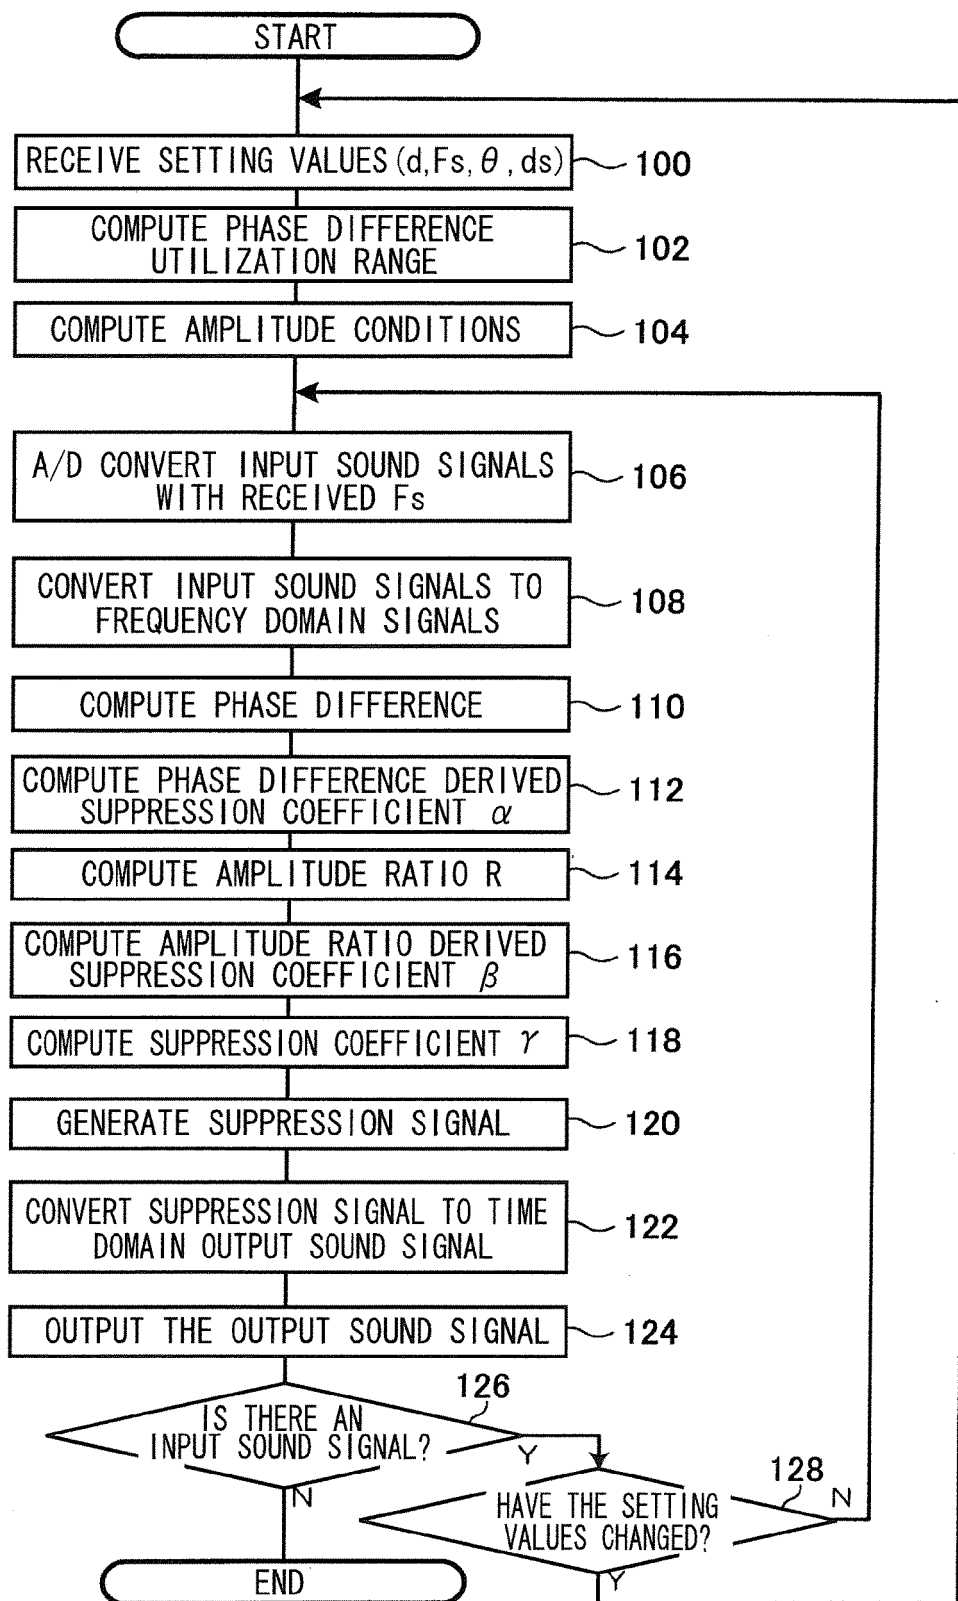 START
RECEIVE SETTING VALUES (d, Fs, θ, ds)
100
COMPUTE PHASE DIFFERENCE
UTILIZATION RANGE
102
COMPUTE AMPLITUDE CONDITIONS
104
A/D CONVERT INPUT SOUND SIGNALS
WITH RECEIVED Fs
106
CONVERT INPUT SOUND SIGNALS TO
FREQUENCY DOMAIN SIGNALS
108
COMPUTE PHASE DIFFERENCE
110
COMPUTE PHASE DIFFERENCE DERIVED
SUPPRESSION COEFFICIENT α
112
COMPUTE AMPLITUDE RATIO R
114
COMPUTE AMPLITUDE RATIO DERIVED
SUPPRESSION COEFFICIENT β
116
COMPUTE SUPPRESSION COEFFICIENT γ
118
GENERATE SUPPRESSION SIGNAL
120
CONVERT SUPPRESSION SIGNAL TO TIME
DOMAIN OUTPUT SOUND SIGNAL
122
OUTPUT THE OUTPUT SOUND SIGNAL
124
126
IS THERE AN
INPUT SOUND SIGNAL?
Y
N
128
HAVE THE SETTING
VALUES CHANGED?
N
Y
END